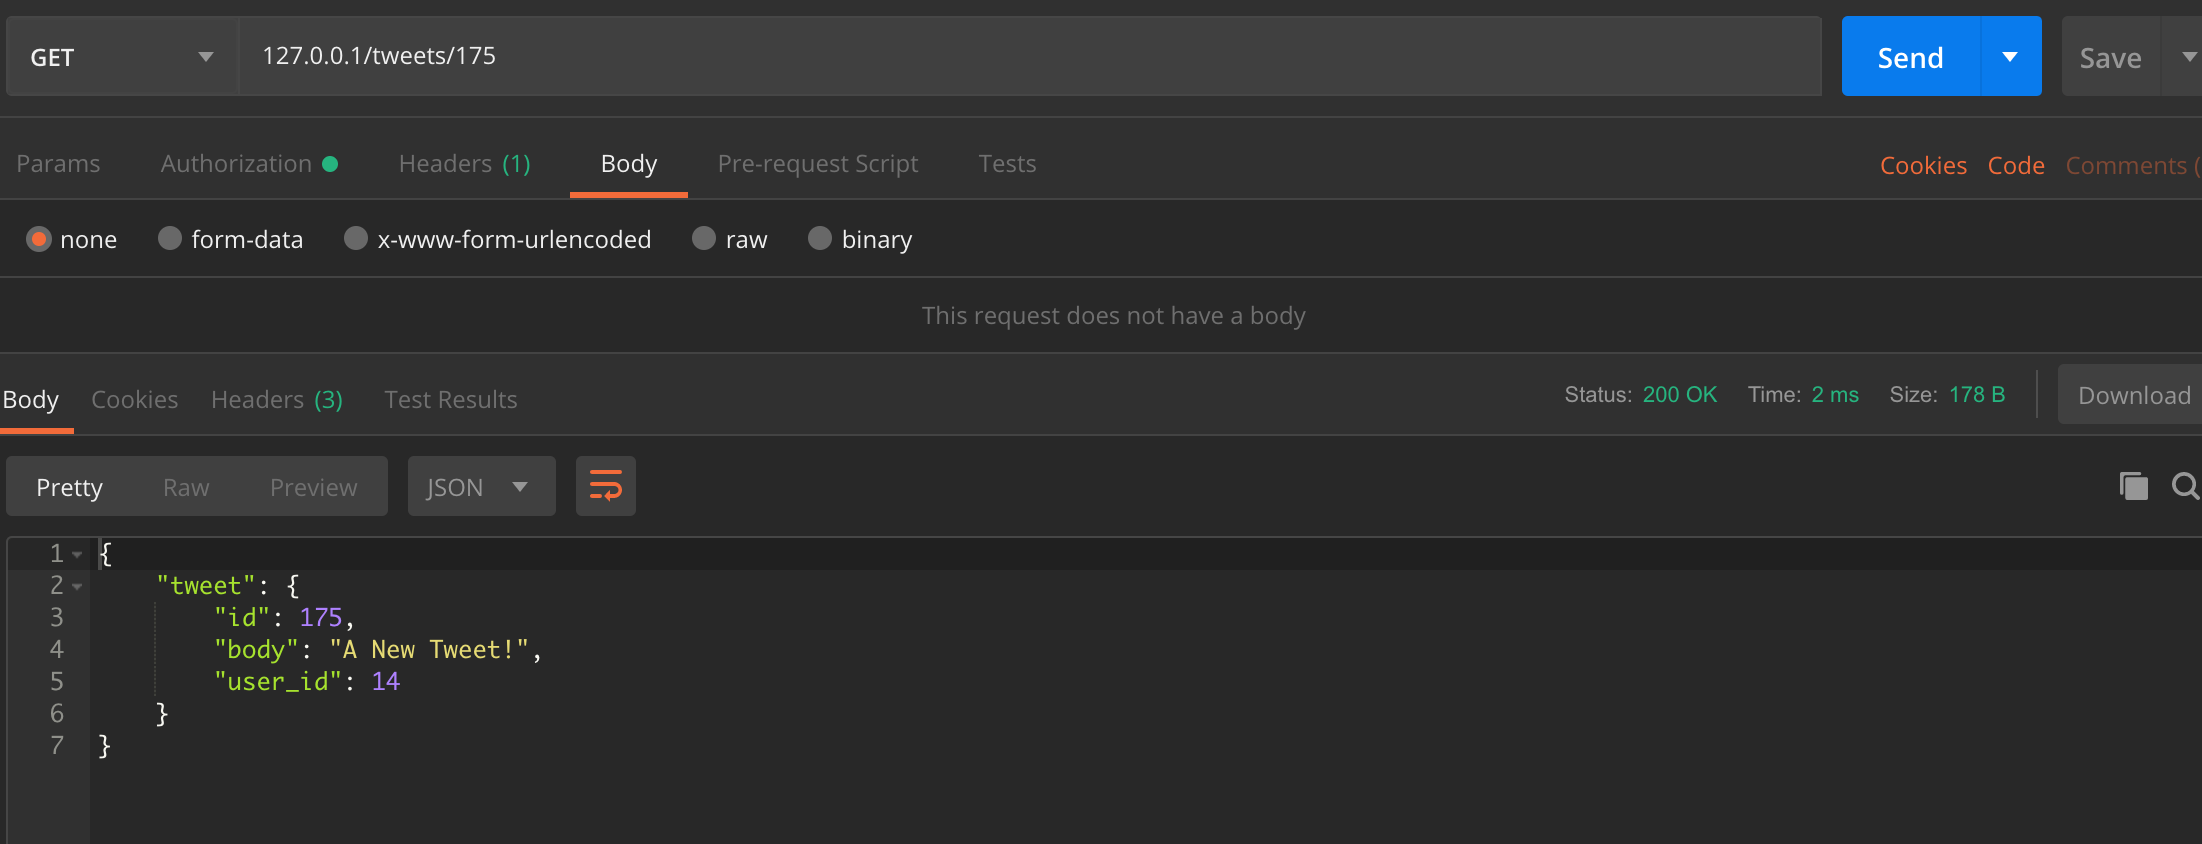 GET 127.0.0.1/tweets/175 Send Save
Params Authorization Headers (1) Body Pre-request Script Tests Cookies Code Comments (
none form-data x-www-form-urlencoded raw binary
This request does not have a body
Body Cookies Headers (3) Test Results Status: 200 OK Time: 2 ms Size: 178 B Download
Pretty Raw Preview JSON
1 {
2 "tweet": {
3 "id": 175,
4 "body": "A New Tweet!",
5 "user_id": 14
6 }
7 }